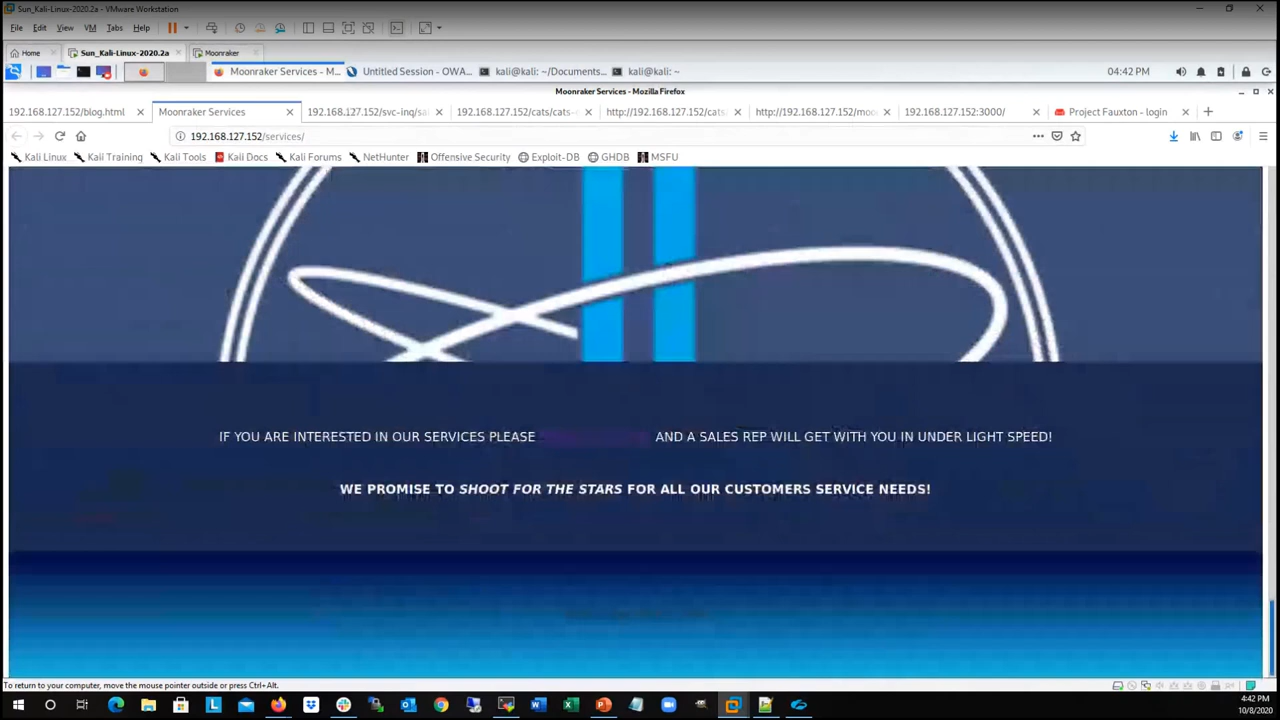 Sun_Kali-Linux-2020.2a - VMware Workstation
File Edit View VM Tabs Help
Home Sun_Kali-Linux-2020.2a Moonraker
Moonraker Services - M... Untitled Session - OWA... kali@kali: ~/Documents... kali@kali: ~ 04:42 PM
Moonraker Services - Mozilla Firefox
192.168.127.152/blog.html Moonraker Services 192.168.127.152/svc-inq/sal 192.168.127.152/cats/cats- http://192.168.127.152/cats http://192.168.127.152/moo 192.168.127.152:3000/ Project Fauxton - login
192.168.127.152/services/
Kali Linux Kali Training Kali Tools Kali Docs Kali Forums NetHunter Offensive Security Exploit-DB GHDB MSFU
IF YOU ARE INTERESTED IN OUR SERVICES PLEASE AND A SALES REP WILL GET WITH YOU IN UNDER LIGHT SPEED!
WE PROMISE TO SHOOT FOR THE STARS FOR ALL OUR CUSTOMERS SERVICE NEEDS!
To return to your computer, move the mouse pointer outside or press Ctrl+Alt.
4:42 PM
10/8/2020